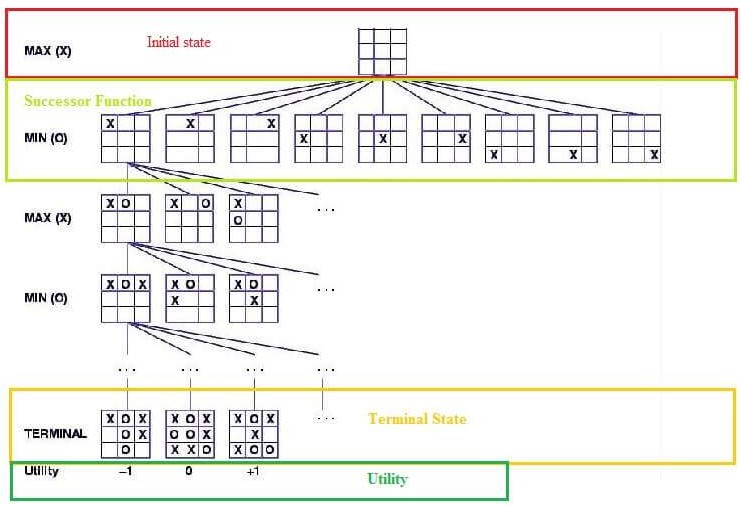 MAX (X) Initial state
Successor Function
MIN (O) X X X X X X X X X
MAX (X) X O X O X O ...
MIN (O) X O X X O X X O X ...
... ... ... ...
TERMINAL X O X O X O X O X O O X X X O X O X X X O O ... Terminal State
Utility -1 0 +1 Utility